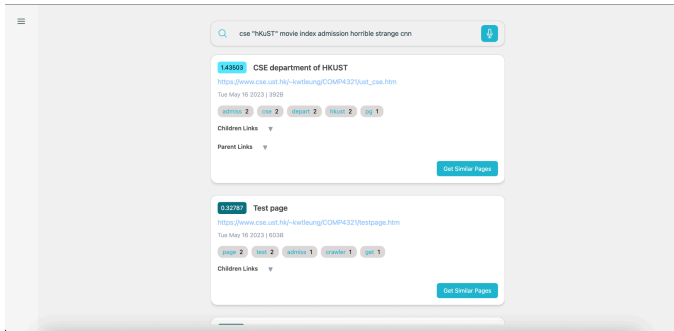 cse "hKuST" movie index admission horrible strange cnn
1.43603 CSE department of HKUST
https://www.cse.ust.hk/~kwtleung/COMP4321/ust_cse.htm
Tue May 16 2023 | 392B
admiss 2 cse 2 depart 2 hkust 2 pg 1
Children Links ▼
Parent Links ▼
Get Similar Pages
0.32787 Test page
https://www.cse.ust.hk/~kwtleung/COMP4321/testpage.htm
Tue May 16 2023 | 603B
page 2 test 2 admiss 1 crawler 1 get 1
Children Links ▼
Get Similar Pages